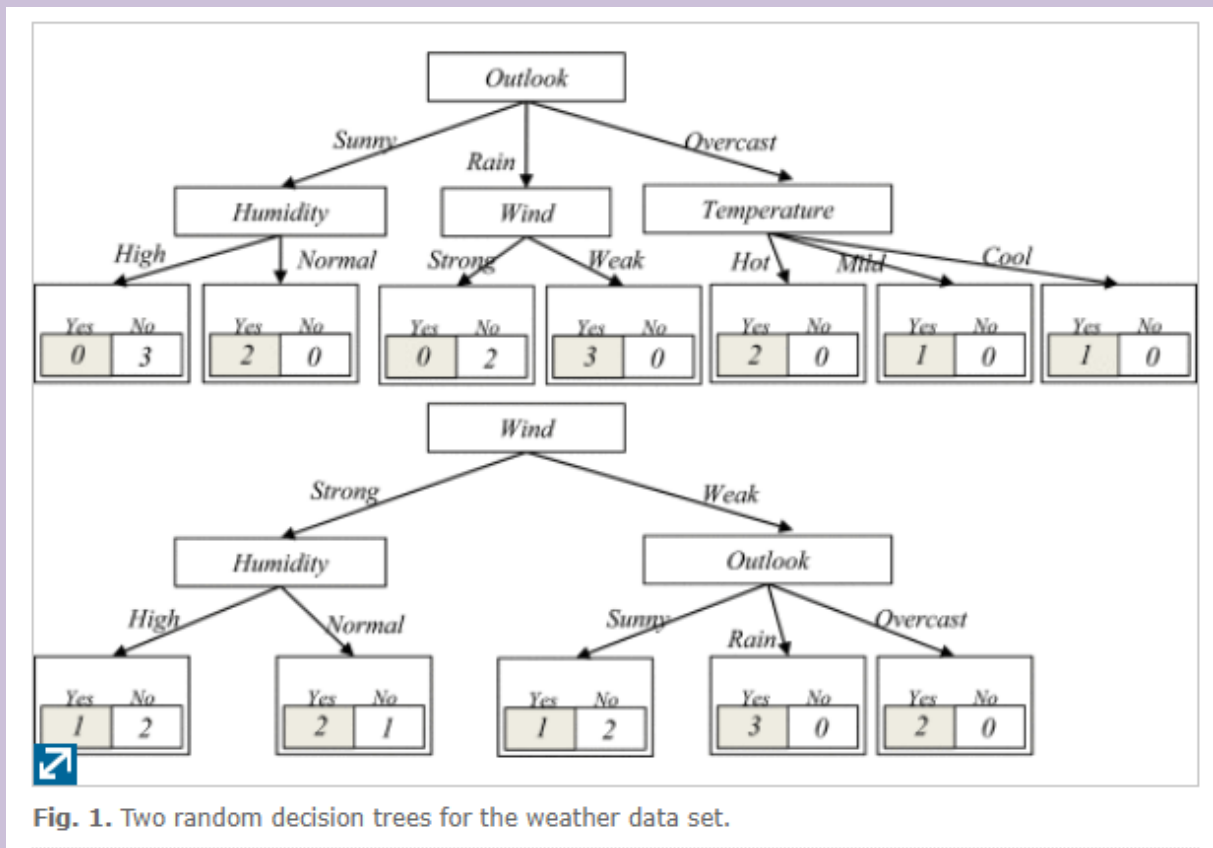 Outlook
Sunny Rain Overcast
Humidity Wind Temperature
High Normal Strong Weak Hot Mild Cool
Yes No Yes No Yes No Yes No Yes No Yes No Yes No
0 3 2 0 0 2 3 0 2 0 1 0 1 0
Wind
Strong Weak
Humidity Outlook
High Normal Sunny Rain Overcast
Yes No Yes No Yes No Yes No Yes No
1 2 2 1 1 2 3 0 2 0
Fig. 1. Two random decision trees for the weather data set.